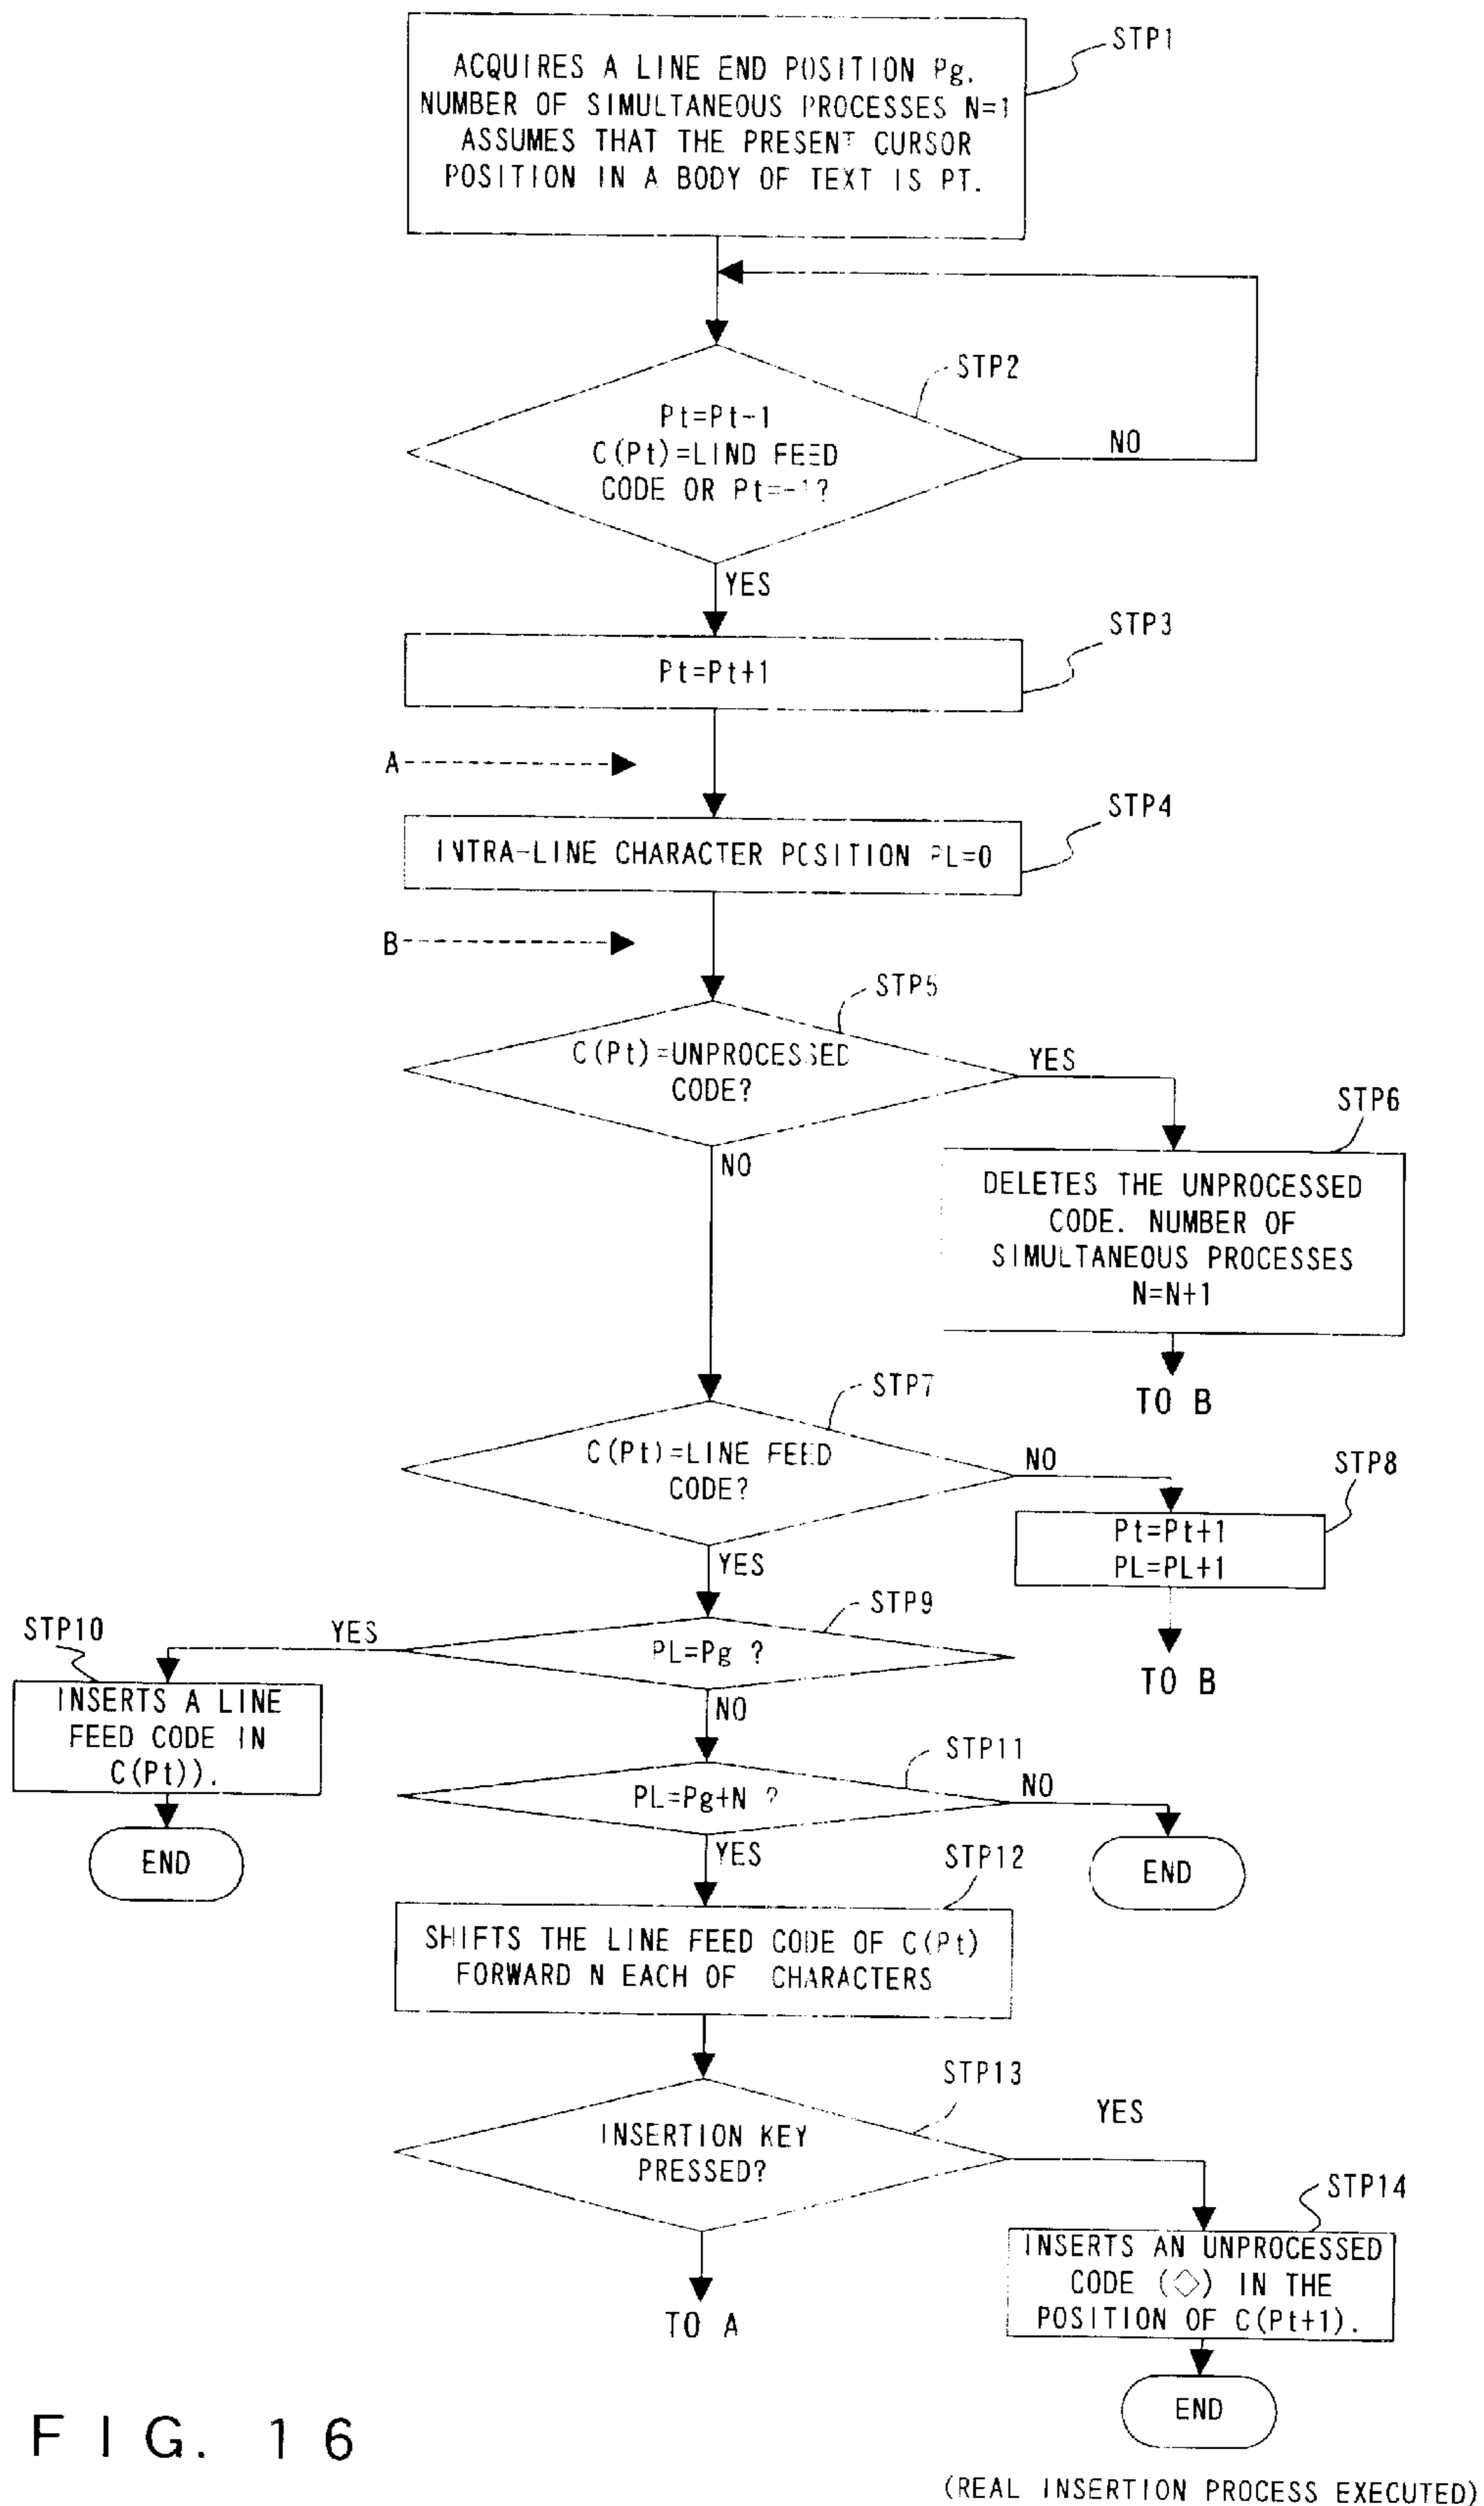 STP1
ACQUIRES A LINE END POSITION Pg.
NUMBER OF SIMULTANEOUS PROCESSES N=1
ASSUMES THAT THE PRESENT CURSOR
POSITION IN A BODY OF TEXT IS PT.
STP2
Pt=Pt-1
C(Pt)=LIND FEED
CODE OR Pt=-1?
NO
YES
STP3
Pt=Pt+1
A
STP4
INTRA-LINE CHARACTER POSITION PL=0
B
STP5
C(Pt)=UNPROCESSED
CODE?
YES
NO
STP6
DELETES THE UNPROCESSED
CODE. NUMBER OF
SIMULTANEOUS PROCESSES
N=N+1
TO B
STP7
C(Pt)=LINE FEED
CODE?
NO
YES
STP8
Pt=Pt+1
PL=PL+1
TO B
STP9
PL=Pg ?
YES
NO
STP10
INSERTS A LINE
FEED CODE IN
C(Pt)).
END
STP11
PL=Pg+N ?
NO
YES
END
STP12
SHIFTS THE LINE FEED CODE OF C(Pt)
FORWARD N EACH OF CHARACTERS
STP13
INSERTION KEY
PRESSED?
YES
TO A
STP14
INSERTS AN UNPROCESSED
CODE (◇) IN THE
POSITION OF C(Pt+1).
END
(REAL INSERTION PROCESS EXECUTED)
FIG. 16